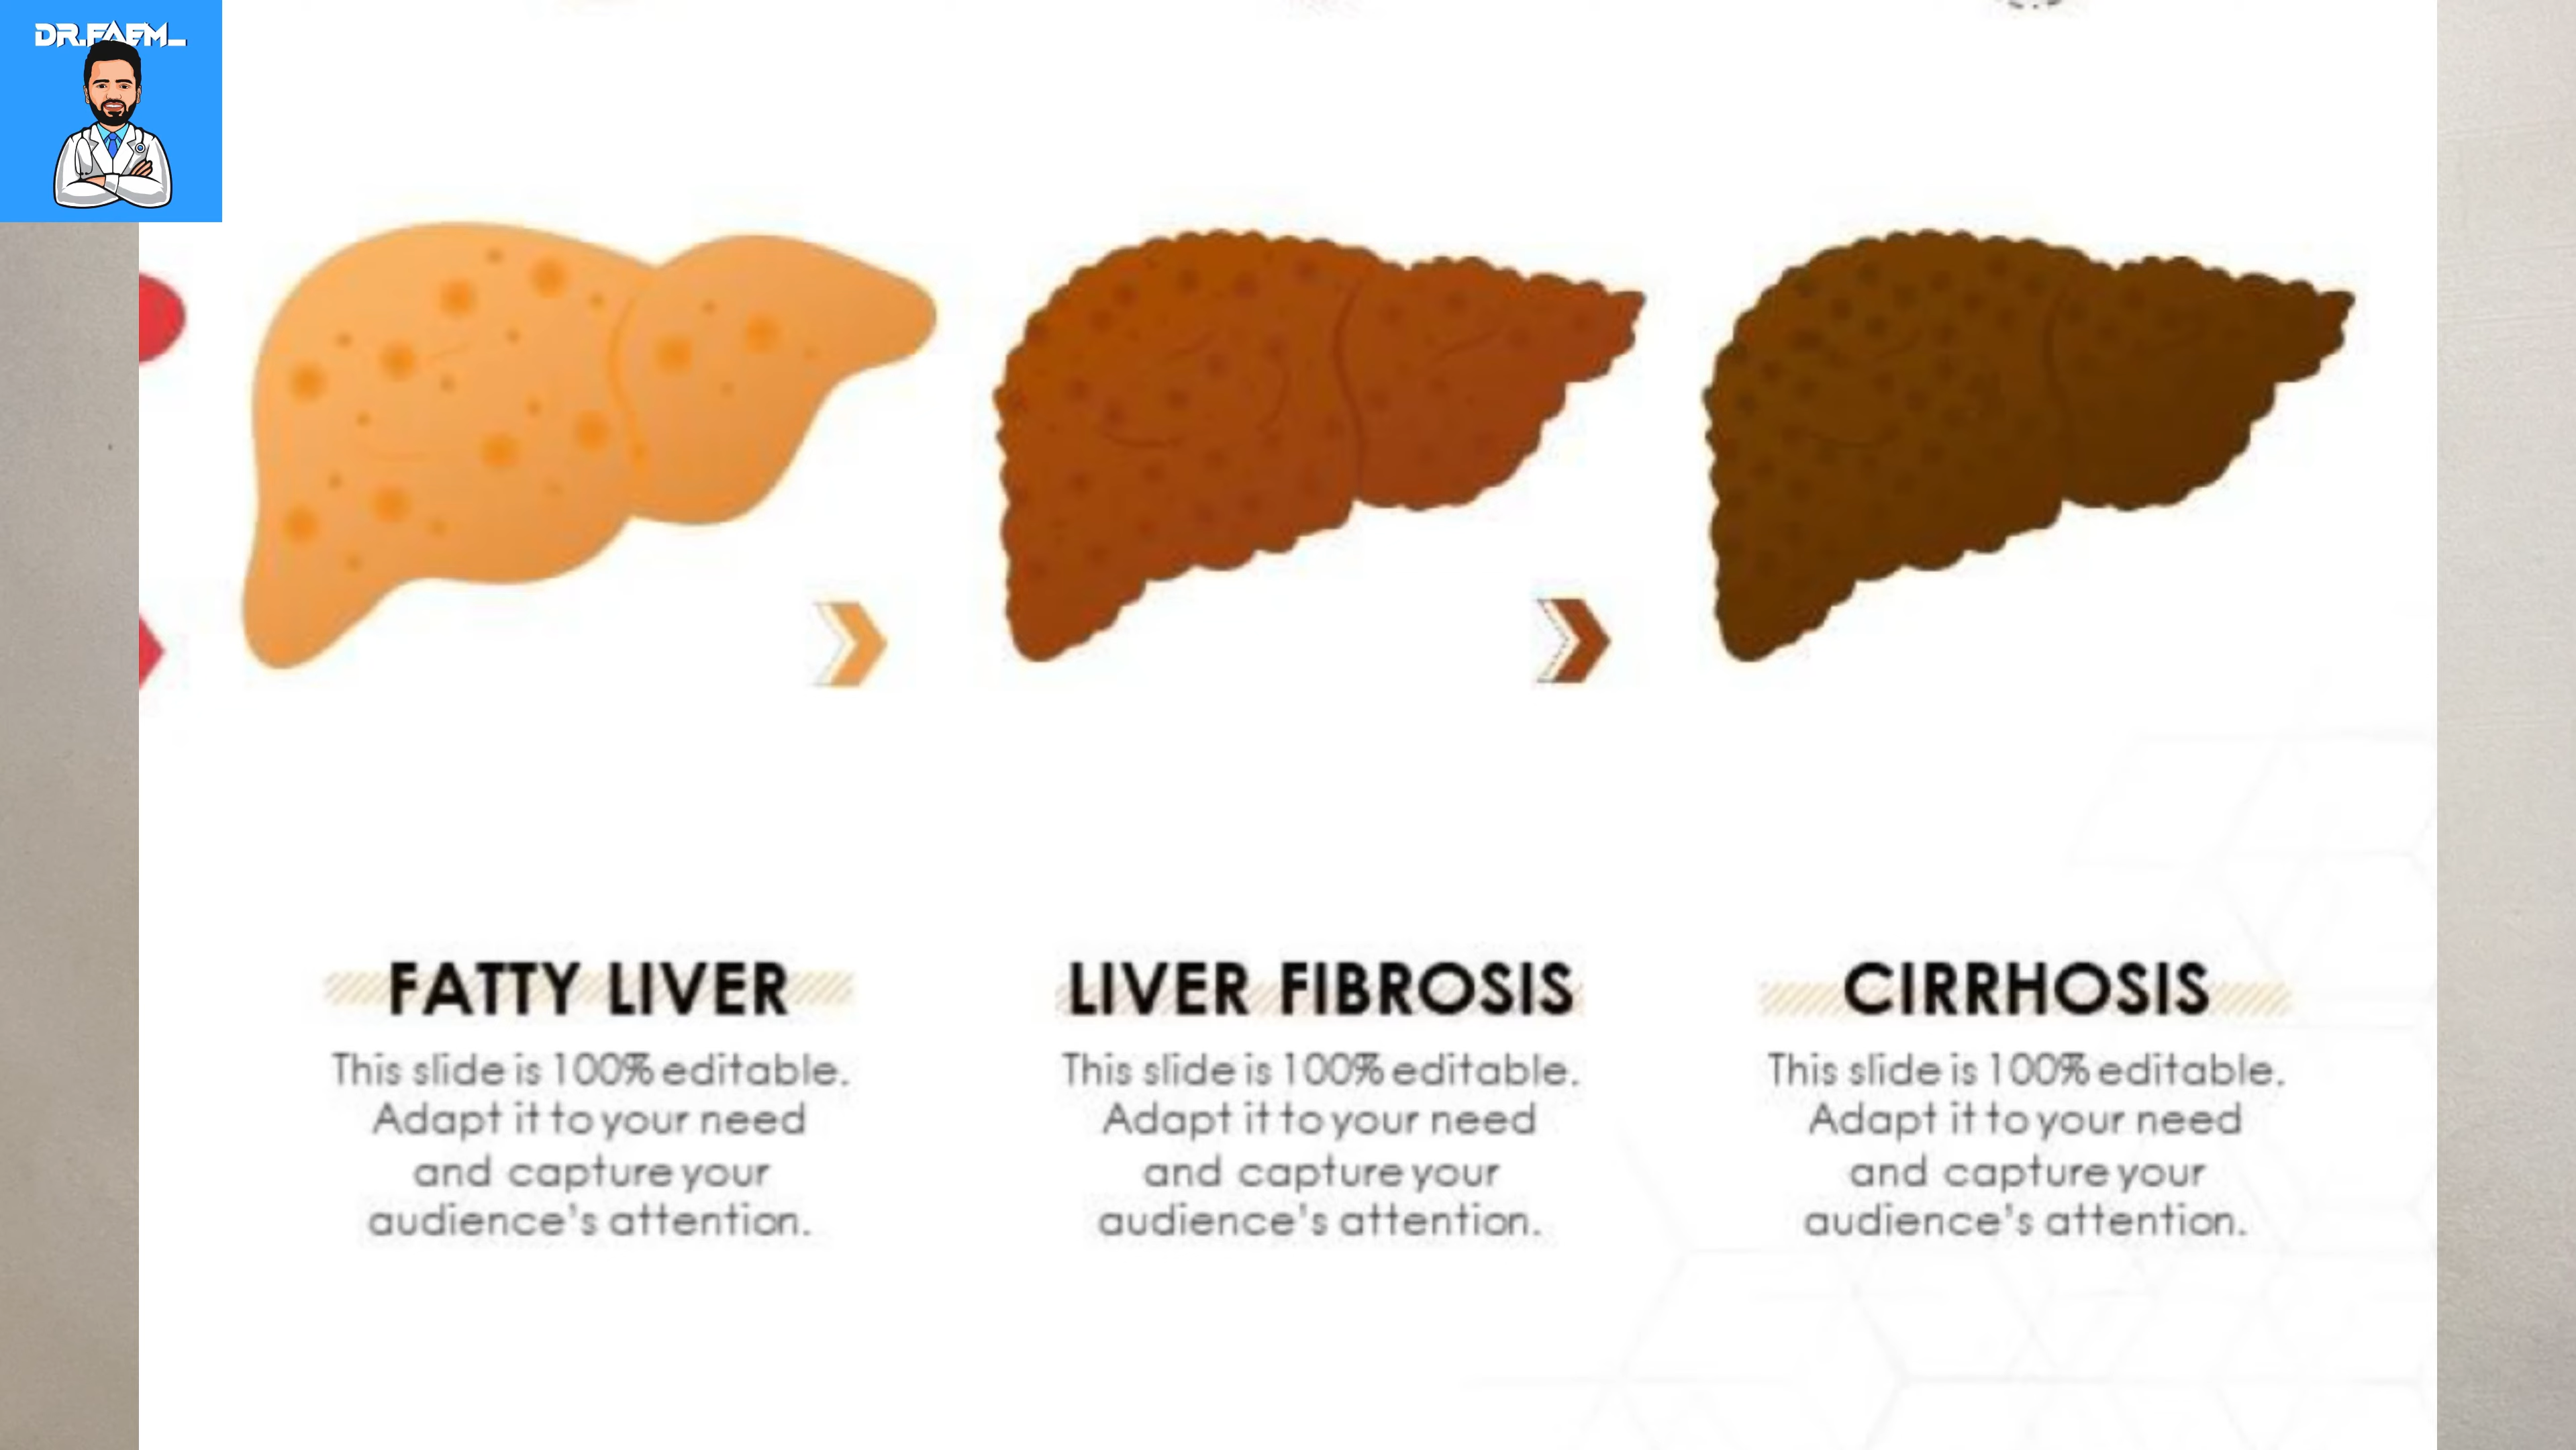 FATTY LIVER
This slide is 100% editable.
Adapt it to your need
and capture your
audience's attention.
LIVER FIBROSIS
This slide is 100% editable.
Adapt it to your need
and capture your
audience's attention.
CIRRHOSIS
This slide is 100% editable.
Adapt it to your need
and capture your
audience's attention.